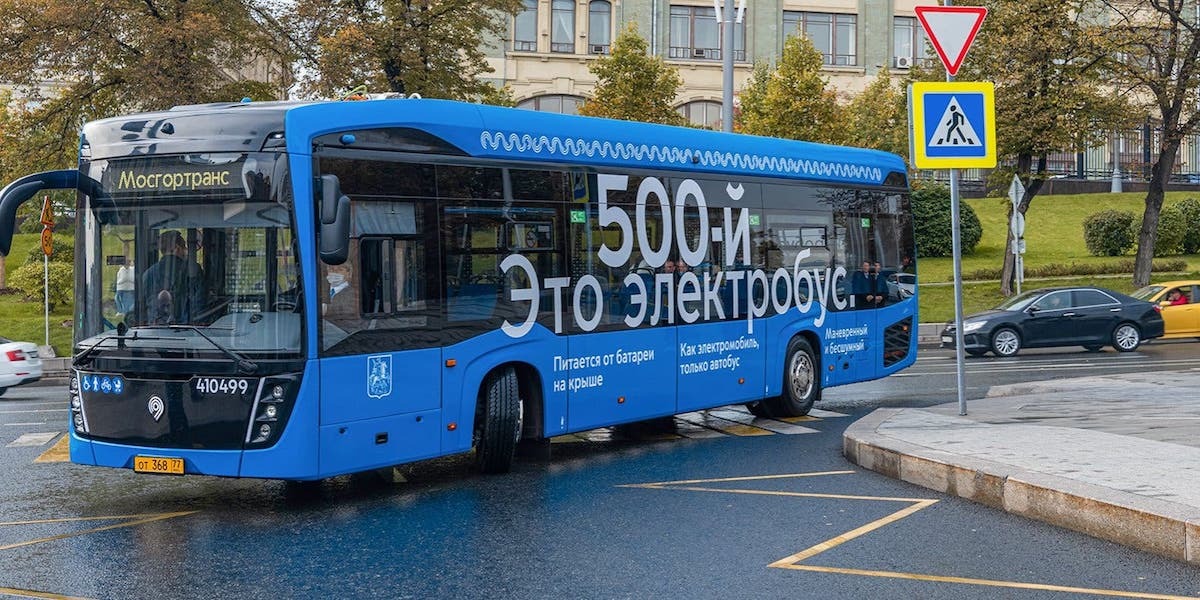 Мосгортранс
500-й
Это электробус.
Питается от батареи
на крыше
Как электромобиль,
только автобус
Маневренный
и бесшумный
410499
от 368 77